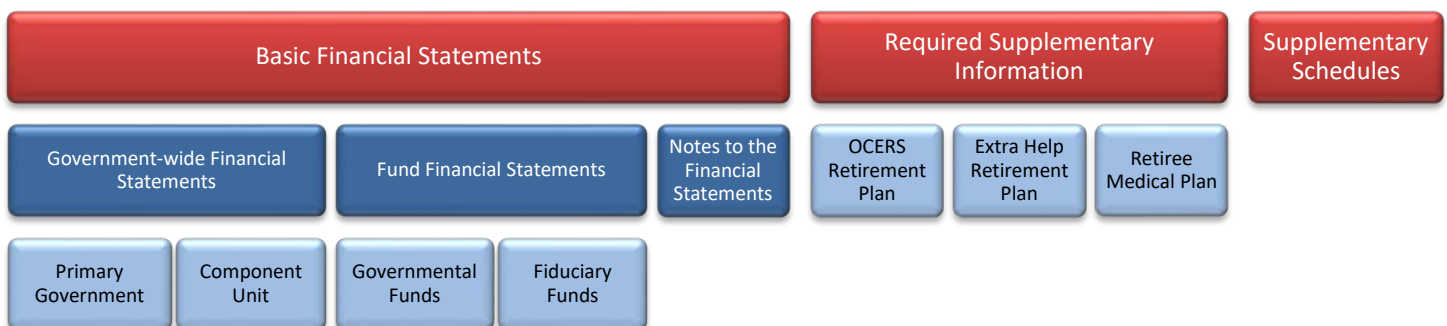 Basic Financial Statements
Required Supplementary
Information
Supplementary
Schedules
Government-wide Financial
Statements
Fund Financial Statements
Notes to the
Financial
Statements
OCERS
Retirement
Plan
Extra Help
Retirement
Plan
Retiree
Medical Plan
Primary
Government
Component
Unit
Governmental
Funds
Fiduciary
Funds